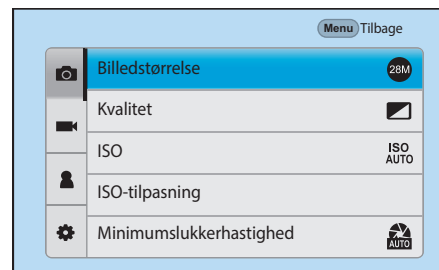 Menu Tilbage
Billedstørrelse 28M
Kvalitet
ISO ISO AUTO
ISO-tilpasning
Minimumslukkerhastighed AUTO